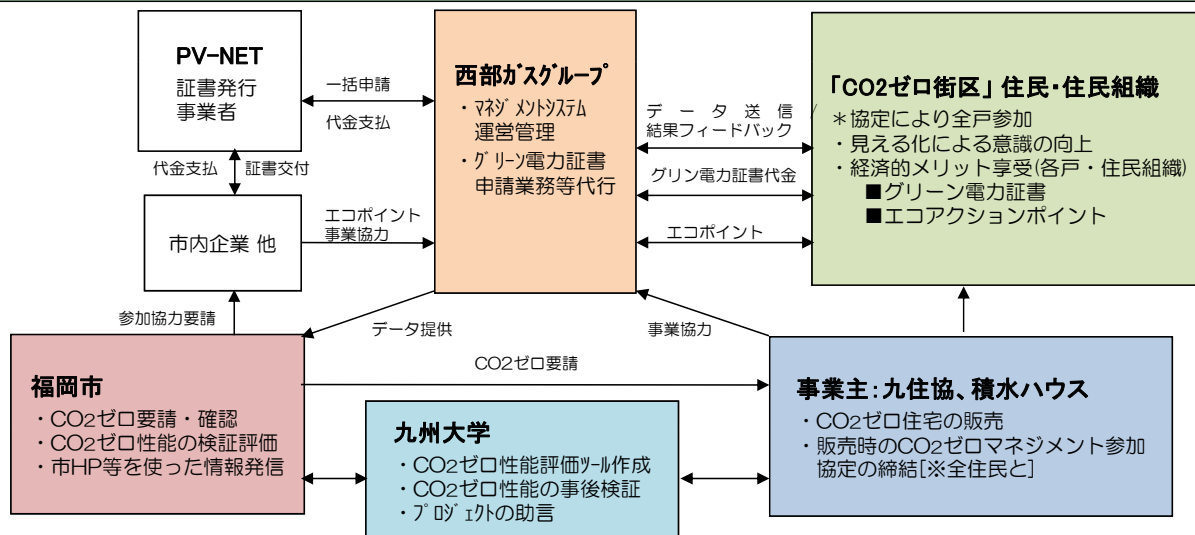 PV-NET
証書発行
事業者
一括申請
代金支払
代金支払
証書交付
市内企業 他
エコポイント
事業協力
参加協力要請
西部ガスグループ
・マネジメントシステム
運営管理
・グリーン電力証書
申請業務等代行
データ送信/
結果フィードバック
グリン電力証書代金
エコポイント
「CO2ゼロ街区」住民・住民組織
＊協定により全戸参加
・見える化による意識の向上
・経済的メリット享受(各戸・住民組織)
■グリーン電力証書
■エコアクションポイント
データ提供
事業協力
CO2ゼロ要請
福岡市
・CO2ゼロ要請・確認
・CO2ゼロ性能の検証評価
・市HP等を使った情報発信
九州大学
・CO2ゼロ性能評価ツール作成
・CO2ゼロ性能の事後検証
・プロジェクトの助言
事業主：九住協、積水ハウス
・CO2ゼロ住宅の販売
・販売時のCO2ゼロマネジメント参加
協定の締結[※全住民と]